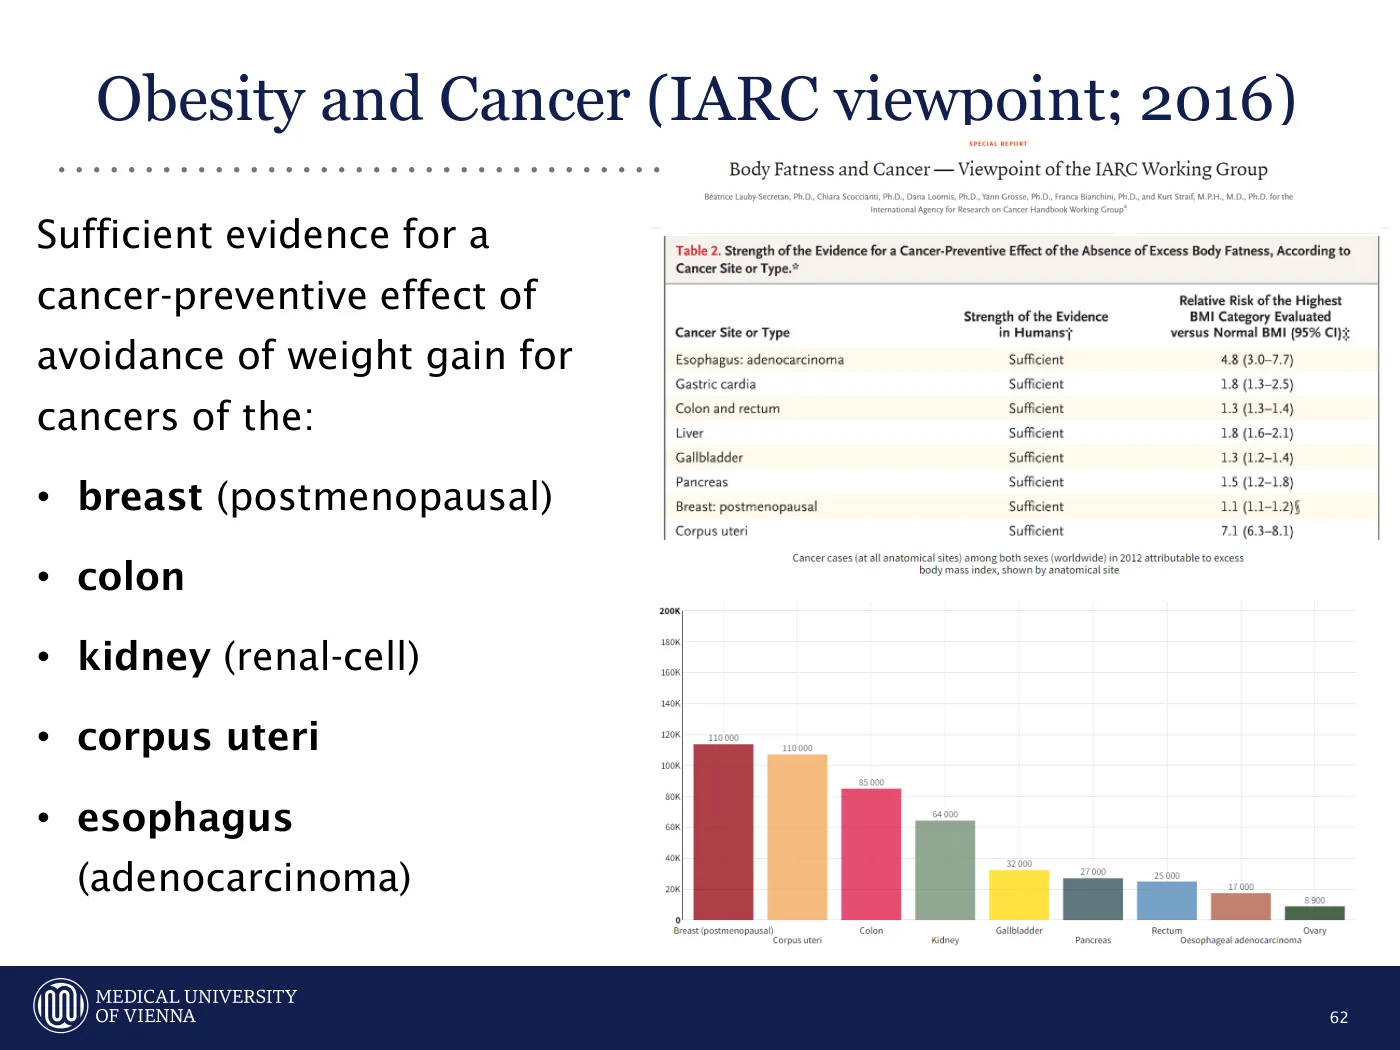 Obesity and Cancer (IARC viewpoint; 2016)
SPECIAL REPORT
Body Fatness and Cancer — Viewpoint of the IARC Working Group
Béatrice Lauby-Secretan, Ph.D., Chiara Scoccianti, Ph.D., Dana Loomis, Ph.D., Yann Grosse, Ph.D., Franca Bianchini, Ph.D., and Kurt Straif, M.P.H., M.D., Ph.D. for the
International Agency for Research on Cancer Handbook Working Group*
Sufficient evidence for a
cancer-preventive effect of
avoidance of weight gain for
cancers of the:
• breast (postmenopausal)
• colon
• kidney (renal-cell)
• corpus uteri
• esophagus
(adenocarcinoma)
Table 2. Strength of the Evidence for a Cancer-Preventive Effect of the Absence of Excess Body Fatness, According to
Cancer Site or Type.*
Cancer Site or Type Strength of the Evidence in Humans† Relative Risk of the Highest BMI Category Evaluated versus Normal BMI (95% CI)‡
Esophagus: adenocarcinoma Sufficient 4.8 (3.0–7.7)
Gastric cardia Sufficient 1.8 (1.3–2.5)
Colon and rectum Sufficient 1.3 (1.3–1.4)
Liver Sufficient 1.8 (1.6–2.1)
Gallbladder Sufficient 1.3 (1.2–1.4)
Pancreas Sufficient 1.5 (1.2–1.8)
Breast: postmenopausal Sufficient 1.1 (1.1–1.2)§
Corpus uteri Sufficient 7.1 (6.3–8.1)
Cancer cases (at all anatomical sites) among both sexes (worldwide) in 2012 attributable to excess
body mass index, shown by anatomical site
200K
180K
160K
140K
120K
100K
80K
60K
40K
20K
0
110 000
110 000
85 000
64 000
32 000
27 000
25 000
17 000
8 900
Breast (postmenopausal)
Corpus uteri
Colon
Kidney
Gallbladder
Pancreas
Rectum
Oesophageal adenocarcinoma
Ovary
MEDICAL UNIVERSITY
OF VIENNA
62